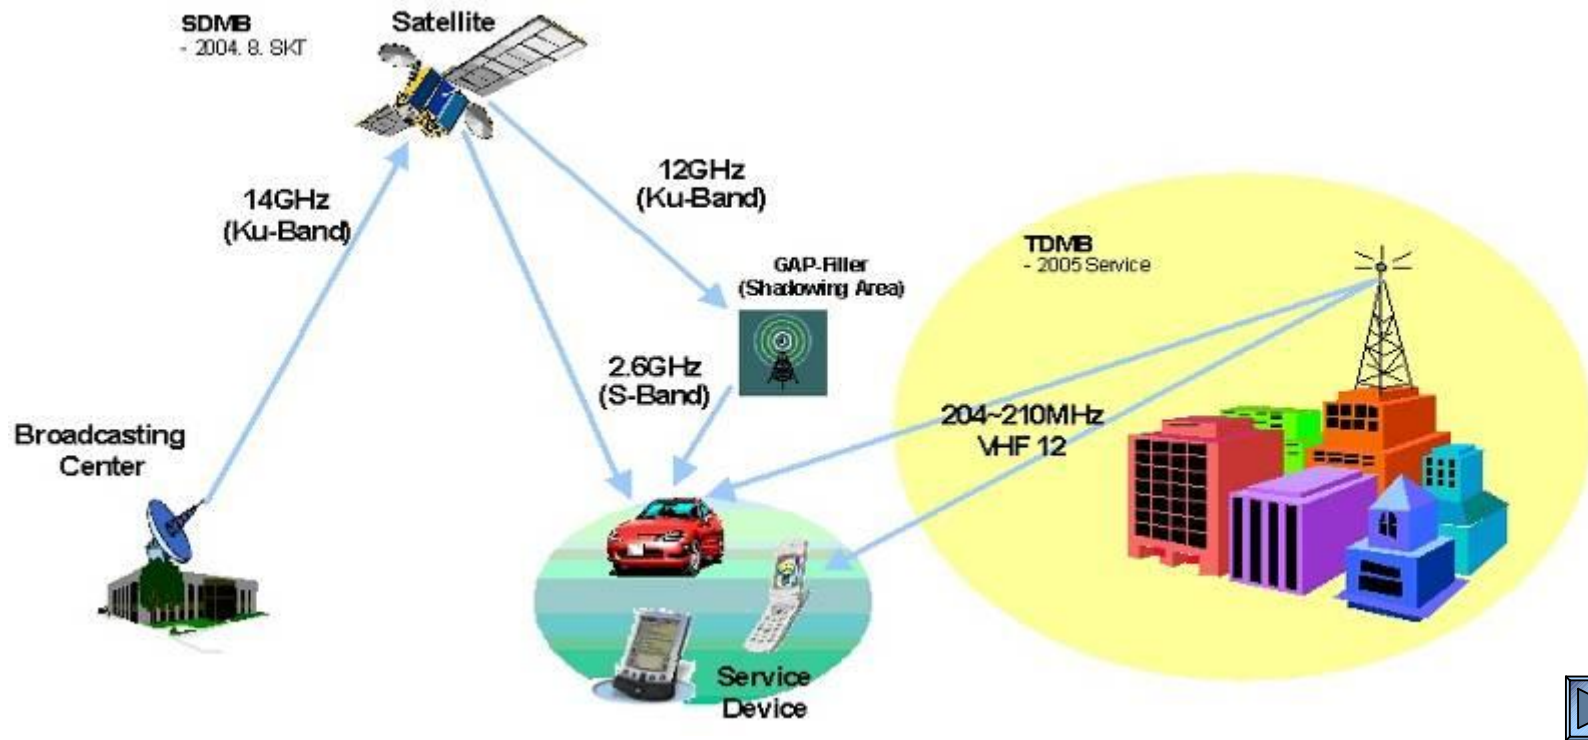 SDMB
- 2004. 8. SKT
Satellite
14GHz
(Ku-Band)
12GHz
(Ku-Band)
GAP-Filler
(Shadowing Area)
2.6GHz
(S-Band)
Broadcasting
Center
Service
Device
TDMB
- 2005 Service
204~210MHz
VHF 12